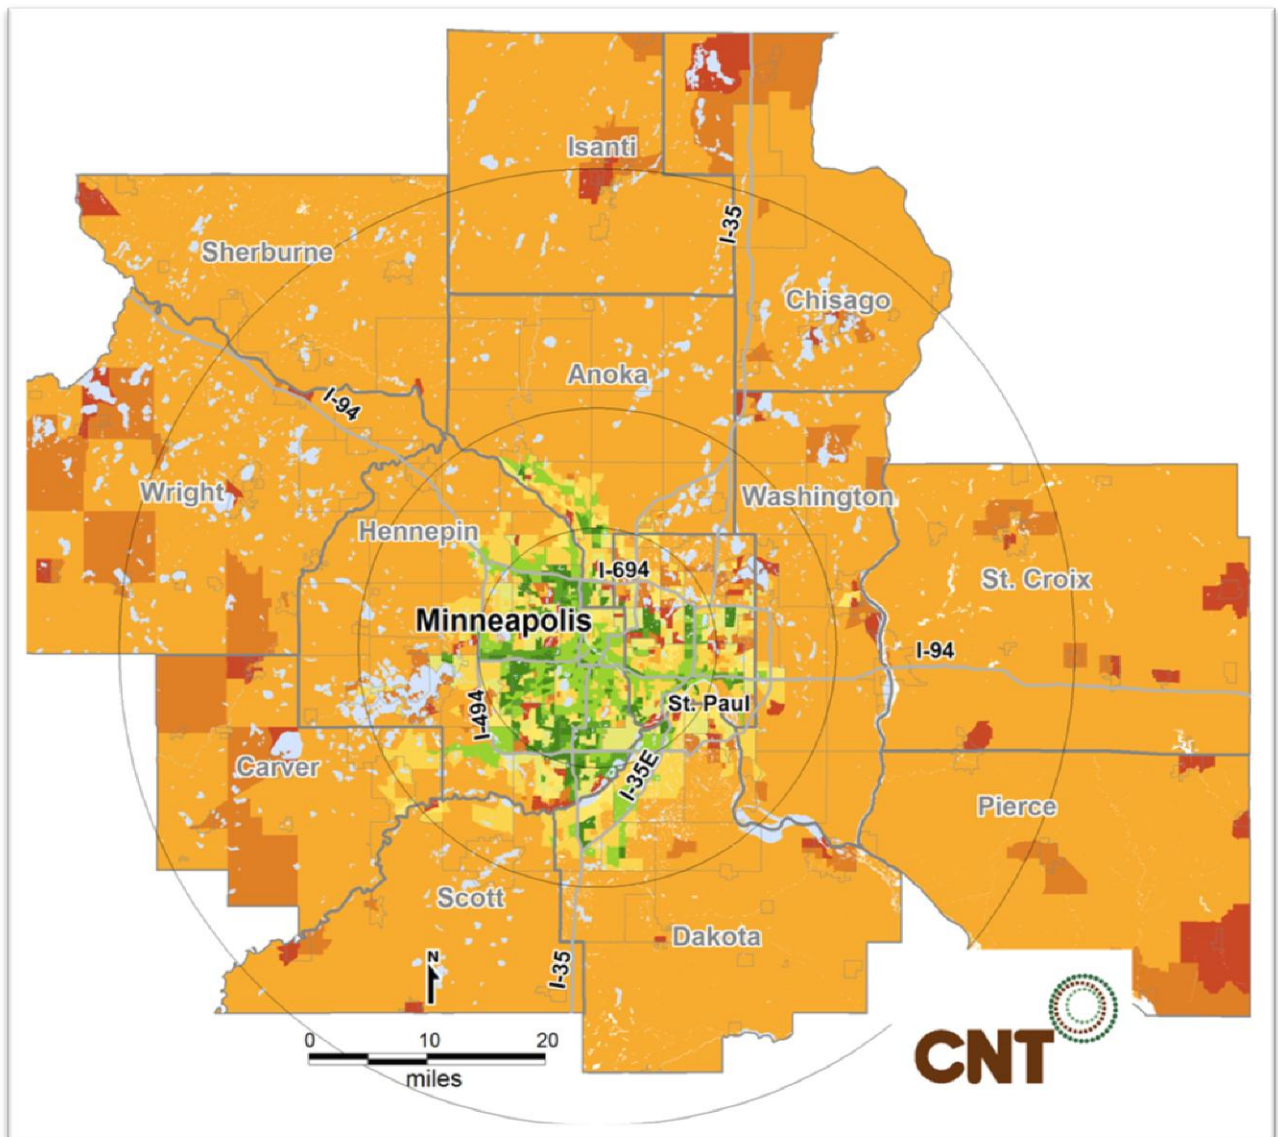 Isanti
I-35
Sherburne
Chisago
Anoka
I-94
Wright
Washington
Hennepin
I-694
St. Croix
Minneapolis
I-94
I-494
St. Paul
I-35E
Carver
Pierce
Scott
Dakota
N
I-35
0 10 20
miles
CNT